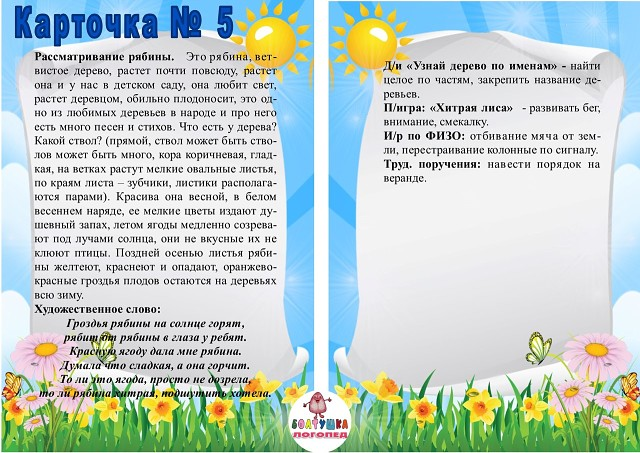 Карточка № 5
Рассматривание рябины. Это рябина, вет-
вистое дерево, растет почти повсюду, растет
она и у нас в детском саду, она любит свет,
растет деревцом, обильно плодоносит, это од-
но из любимых деревьев в народе и про него
есть много песен и стихов. Что есть у дерева?
Какой ствол? (прямой, ствол может быть ство-
лов может быть много, кора коричневая, глад-
кая, на ветках растут мелкие овальные листья,
по краям листа – зубчики, листики располага-
ются парами). Красива она весной, в белом
весеннем наряде, ее мелкие цветы издают ду-
шевный запах, летом ягоды медленно созрева-
ют под лучами солнца, они не вкусные их не
клюют птицы. Поздней осенью листья ряби-
ны желтеют, краснеют и опадают, оранжево-
красные гроздья плодов остаются на деревьях
всю зиму.
Художественное слово:
Гроздья рябины на солнце горят,
рябит от рябины в глаза у ребят.
Красную ягоду дала мне рябина.
Думала что сладкая, а она горчит.
То ли это ягода, просто не дозрела,
то ли рябина хитрая, подшутить хотела.
Д/и «Узнай дерево по именам» - найти
целое по частям, закрепить название де-
ревьев.
П/игра: «Хитрая лиса» - развивать бег,
внимание, смекалку.
И/р по ФИЗО: отбивание мяча от зем-
ли, перестраивание колонные по сигналу.
Труд. поручения: навести порядок на
веранде.
БОЛТУШКА
ЛОГОПЕД